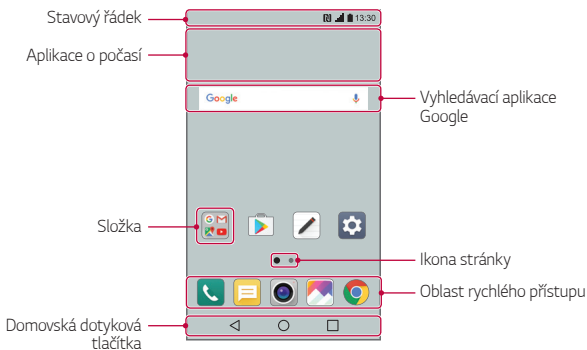 Stavový řádek
13:30
Aplikace o počasí
Google
Vyhledávací aplikace
Google
Složka
Ikona stránky
Oblast rychlého přístupu
Domovská dotyková
tlačítka